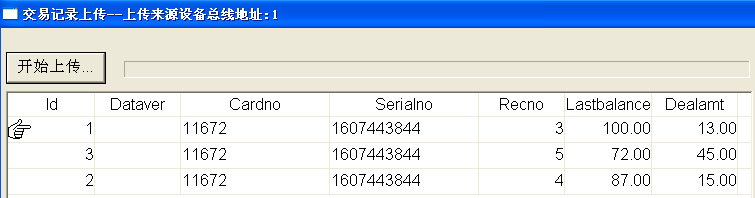 交易记录上传--上传来源设备总线地址:1
开始上传...
Id Dataver Cardno Serialno Recno Lastbalance Dealamt
1 11672 1607443844 3 100.00 13.00
3 11672 1607443844 5 72.00 45.00
2 11672 1607443844 4 87.00 15.00